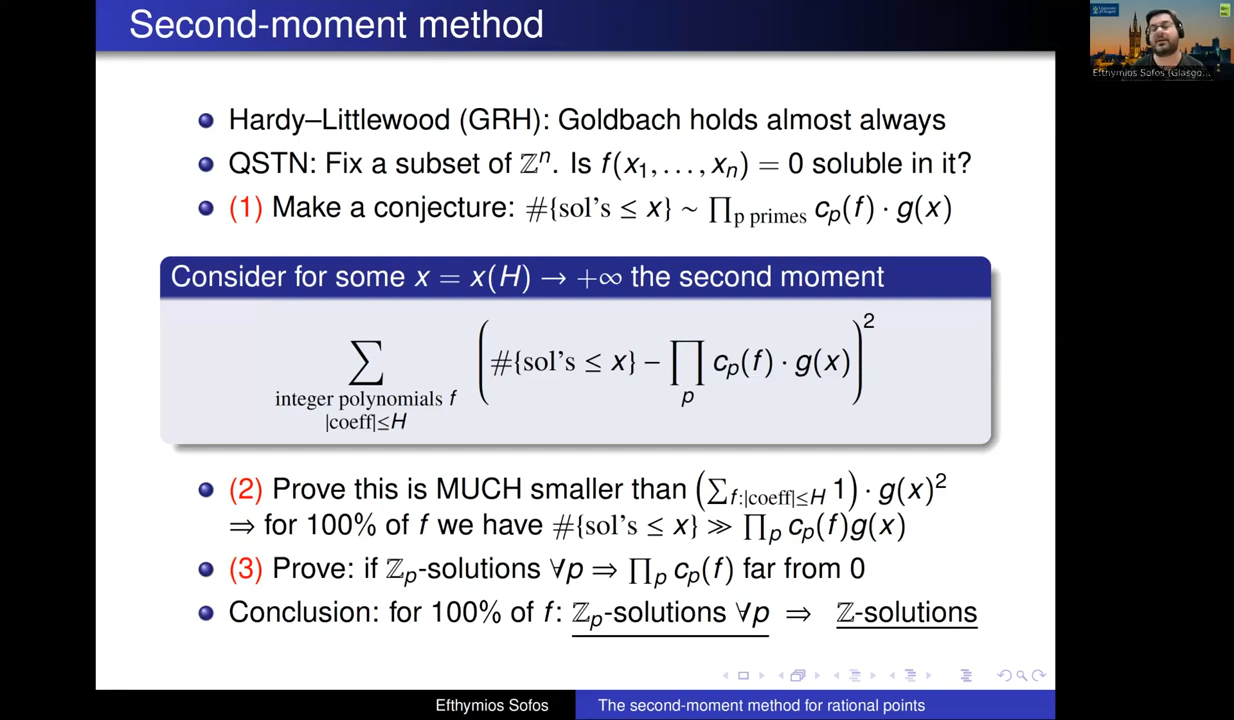 Second-moment method
Efthymios Sofos (Glasgo...
Hardy–Littlewood (GRH): Goldbach holds almost always
QSTN: Fix a subset of ℤⁿ. Is f(x₁, . . . , xₙ) = 0 soluble in it?
(1) Make a conjecture: #{sol's ≤ x} ~ ∏_{p primes} c_p(f) · g(x)
Consider for some x = x(H) → +∞ the second moment
∑_{integer polynomials f, |coeff|≤H} (#{sol's ≤ x} − ∏_p c_p(f) · g(x))²
(2) Prove this is MUCH smaller than (∑_{f:|coeff|≤H} 1) · g(x)²
⇒ for 100% of f we have #{sol's ≤ x} ≫ ∏_p c_p(f)g(x)
(3) Prove: if ℤ_p-solutions ∀p ⇒ ∏_p c_p(f) far from 0
Conclusion: for 100% of f: ℤ_p-solutions ∀p ⇒ ℤ-solutions
Efthymios Sofos
The second-moment method for rational points